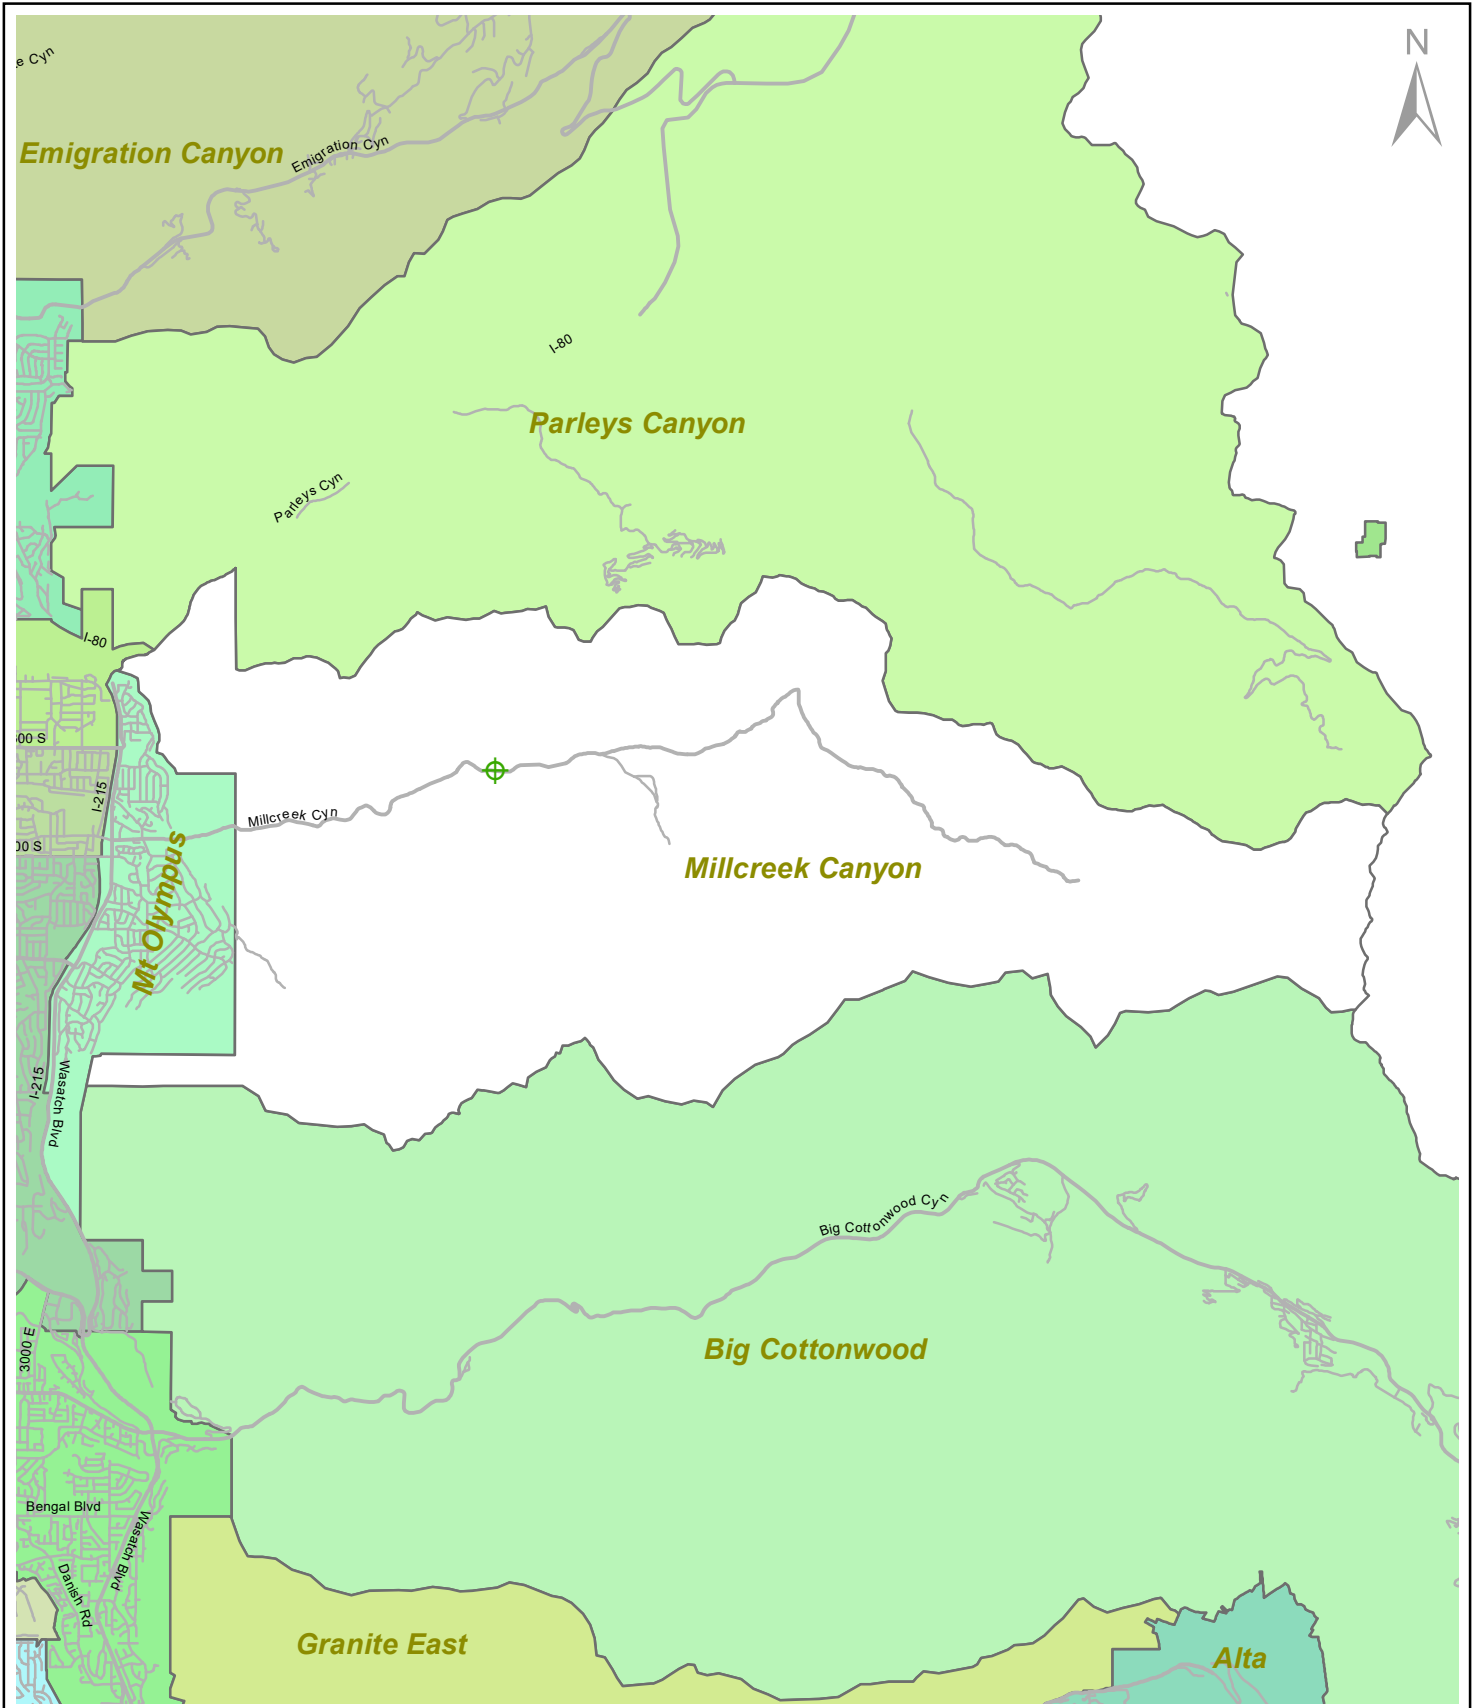 N
e Cyn
Emigration Canyon
Emigration Cyn
I-80
Parleys Canyon
Parleys Cyn
I-80
00 S
I-215
Millcreek Cyn
00 S
Mt Olympus
Millcreek Canyon
I-215
Wasatch Blvd
Big Cottonwood Cyn
3000 E
Big Cottonwood
Bengal Blvd
Wasatch Blvd
Danish Rd
Granite East
Alta